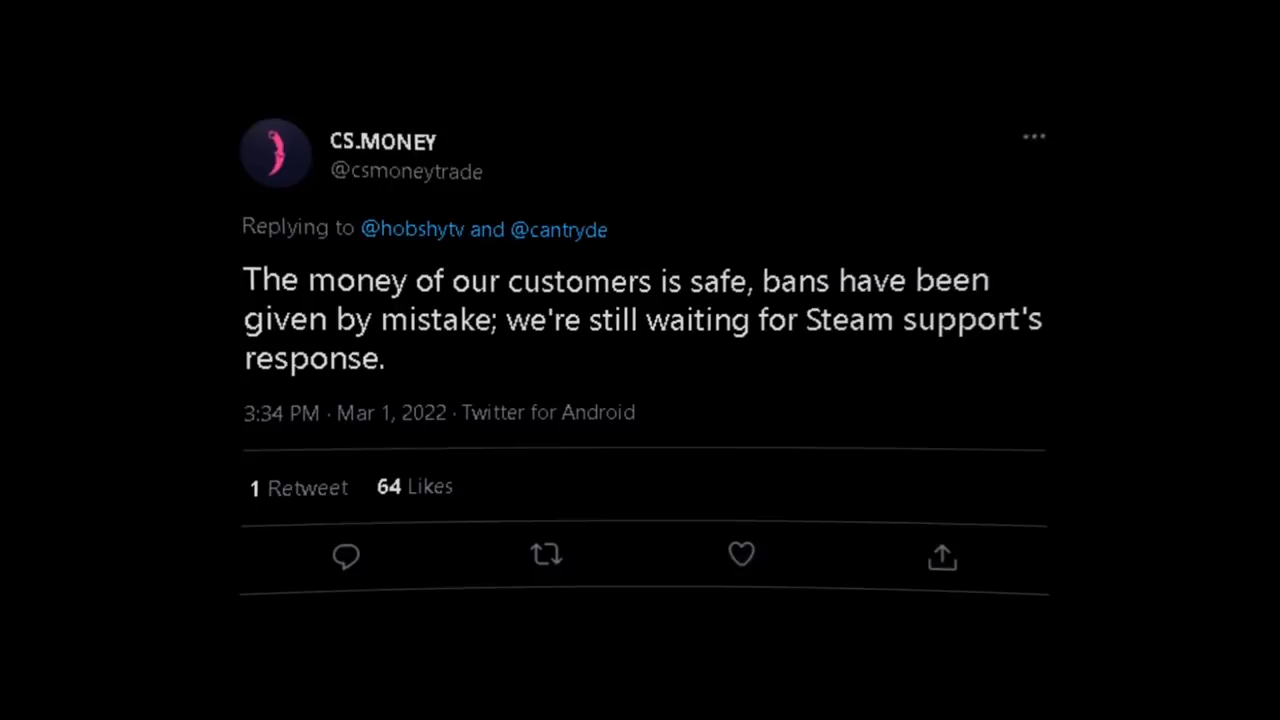 CS.MONEY
@csmoneytrade
Replying to @hobshytv and @cantryde
The money of our customers is safe, bans have been
given by mistake; we're still waiting for Steam support's
response.
3:34 PM · Mar 1, 2022 · Twitter for Android
1 Retweet 64 Likes